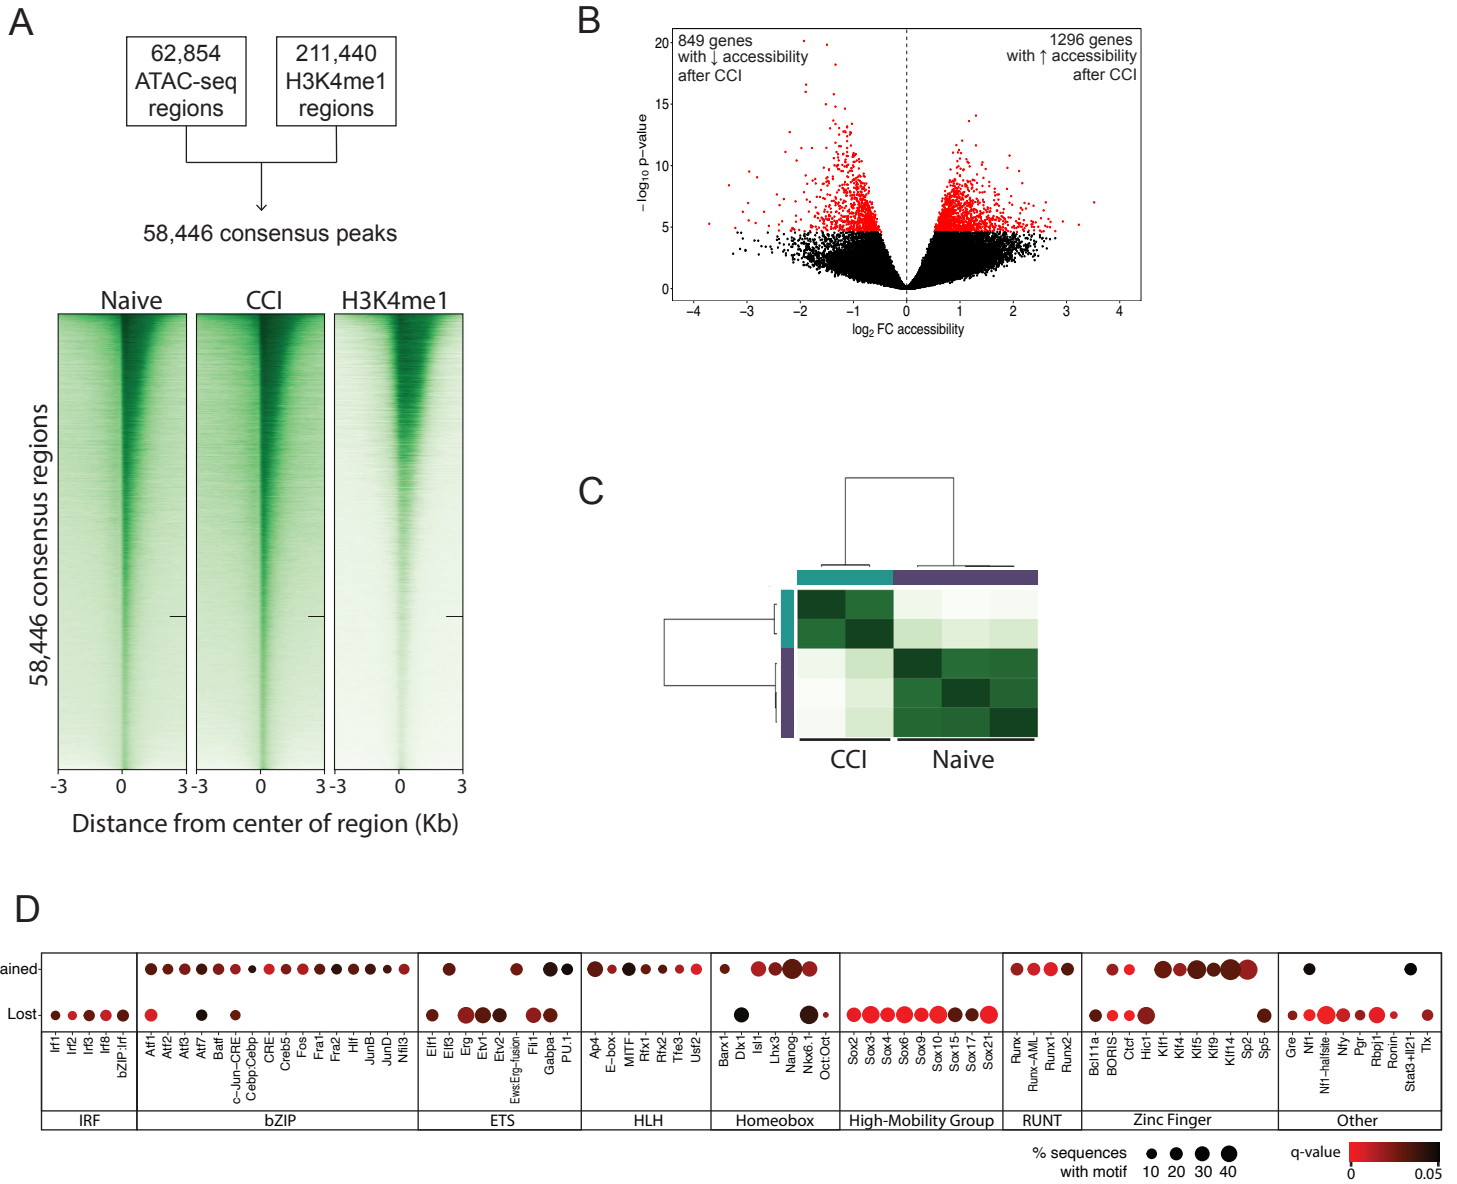 A
62,854
ATAC-seq
regions
211,440
H3K4me1
regions
58,446 consensus peaks
Naive
CCI
H3K4me1
58,446 consensus regions
-3
0
3
-3
0
3
-3
0
3
Distance from center of region (Kb)
B
849 genes
with ↓ accessibility
after CCI
1296 genes
with ↑ accessibility
after CCI
20
15
10
5
0
−log10 p−value
−4
−3
−2
−1
0
1
2
3
4
log2 FC accessibility
C
CCI
Naive
D
ained
Lost
Irf1
Irf2
Irf3
Irf8
bZIP:Irf
Atf1
Atf2
Atf3
Atf7
Batf
c−Jun−CRE
Cebp:Cebp
CRE
Creb5
Fos
Fra1
Fra2
Hlf
JunB
JunD
Nfil3
Elf1
Elf3
Erg
Etv1
Etv2
Ews:Erg−fusion
Fli1
Gabpa
PU.1
Ap4
E−box
MITF
Rfx1
Rfx2
Tfe3
Usf2
Barx1
Dlx1
Isl1
Lhx3
Nanog
Nkx6.1
Oct:Oct
Sox2
Sox3
Sox4
Sox6
Sox9
Sox10
Sox15
Sox17
Sox21
Runx
Runx−AML
Runx1
Runx2
Bcl11a
BORIS
Ctcf
Hic1
Klf1
Klf4
Klf5
Klf9
Klf14
Sp2
Sp5
Gre
Nf1
Nf1−halfsite
Nfy
Pgr
Rbpj1
Ronin
Stat3+Il21
Tlx
IRF
bZIP
ETS
HLH
Homeobox
High-Mobility Group
RUNT
Zinc Finger
Other
% sequences
with motif
10 20 30 40
q-value
0
0.05